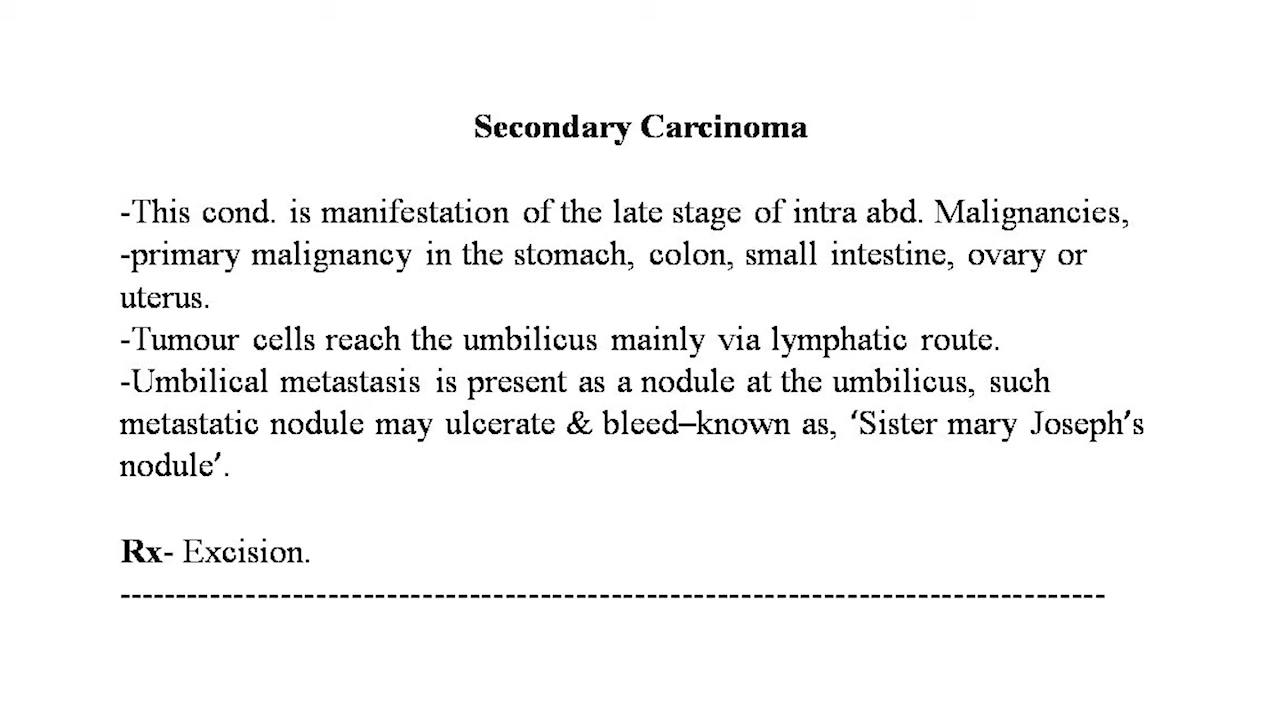 Secondary Carcinoma
-This cond. is manifestation of the late stage of intra abd. Malignancies,
-primary malignancy in the stomach, colon, small intestine, ovary or
uterus.
-Tumour cells reach the umbilicus mainly via lymphatic route.
-Umbilical metastasis is present as a nodule at the umbilicus, such
metastatic nodule may ulcerate & bleed–known as, ‘Sister mary Joseph’s
nodule’.
Rx- Excision.
-----------------------------------------------------------------------------------